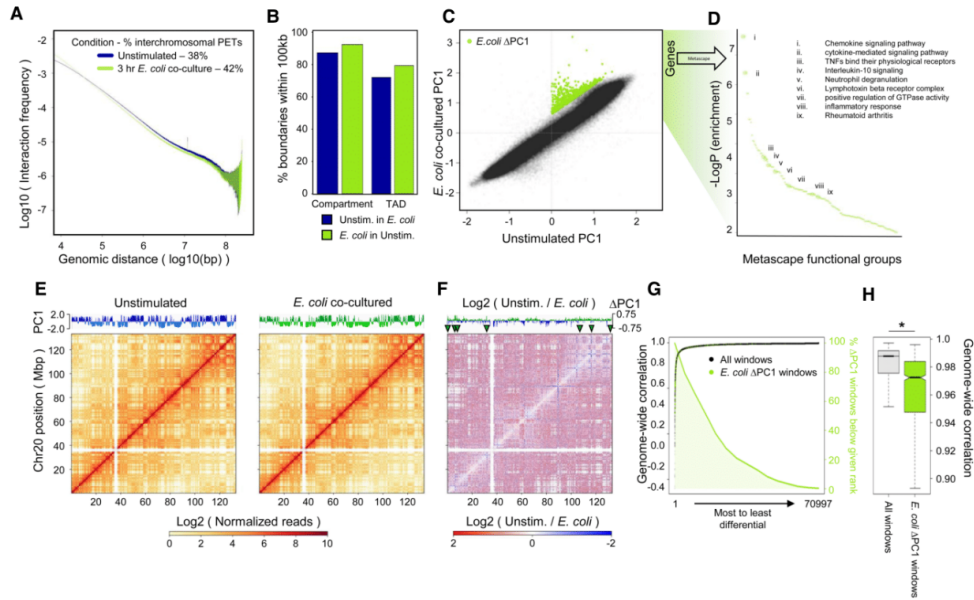 A
Condition - % interchromosomal PETs
Unstimulated – 38%
3 hr E. coli co-culture – 42%
Log10 ( Interaction frequency )
-2
-3
-4
-5
-6
-7
4
5
6
7
8
Genomic distance ( log10(bp) )
B
% boundaries within 100kb
100
80
60
40
20
0
Compartment
TAD
Unstim. in E. coli
E. coli in Unstim.
C
E.coli ΔPC1
E. coli co-cultured PC1
3
2
1
0
-1
-2
-2
-1
0
1
2
Unstimulated PC1
Genes
Metascape
D
-LogP (enrichment)
7
6
5
4
3
2
i
ii
iii
iv
v
vi
vii
viii
ix
i. Chemokine signaling pathway
ii. cytokine-mediated signaling pathway
iii. TNFs bind their physiological receptors
iv. Interleukin-10 signaling
v. Neutrophil degranulation
vi. Lymphotoxin beta receptor complex
vii. positive regulation of GTPase activity
viii. inflammatory response
ix. Rheumatoid arthritis
Metascape functional groups
E
Unstimulated
E. coli co-cultured
PC1
2.0
-2.0
Chr20 position ( Mbp )
120
100
80
60
40
20
20 40 60 80 100 120
20 40 60 80 100 120
Log2 ( Normalized reads )
0 2 4 6 8 10
F
Log2 ( Unstim. / E. coli )
ΔPC1
0.75
-0.75
20 40 60 80 100 120
Log2 ( Unstim. / E. coli )
2 0 -2
G
Genome-wide correlation
1.0
1.0
0.8
0.6
0.4
0.2
0.0
-0.2
-0.4
All windows
E. coli ΔPC1 windows
100
80
60
40
20
0
% ΔPC1 windows below given rank
1
70997
Most to least
differential
H
*
1.00
0.98
0.96
0.94
0.92
0.90
Genome-wide correlation
All windows
E. coli ΔPC1 windows